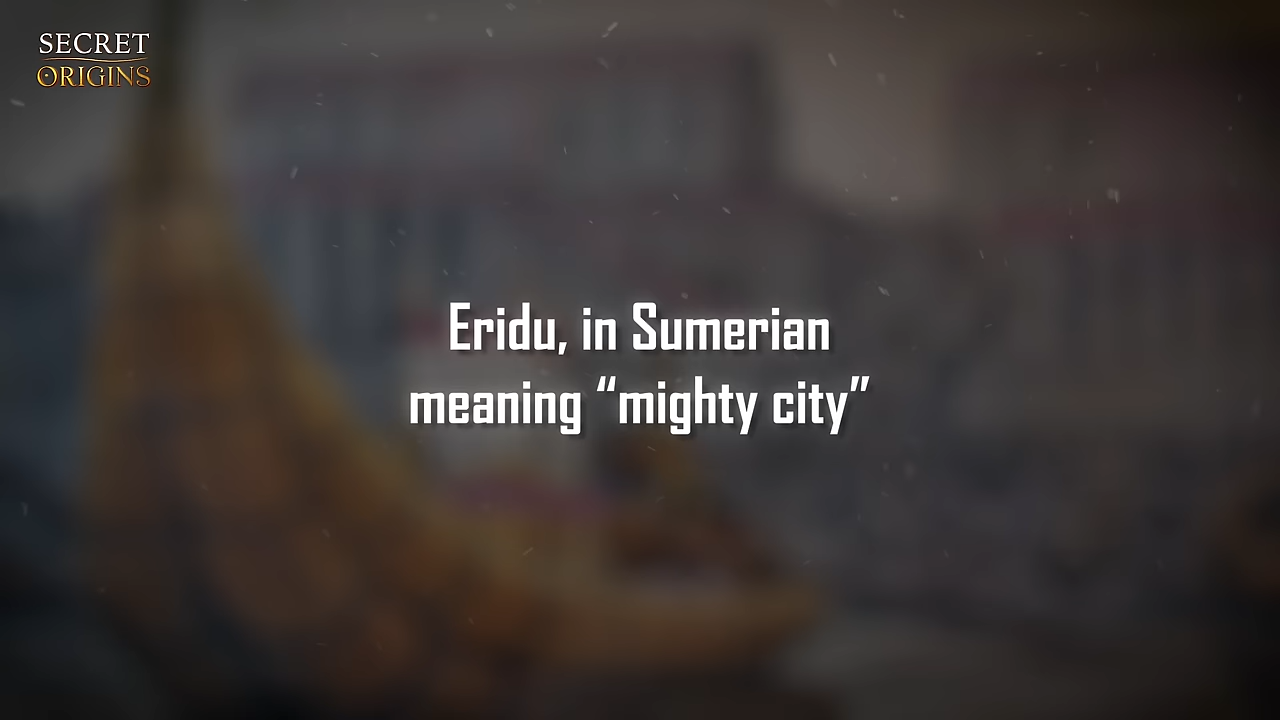 SECRET
ORIGINS
Eridu, in Sumerian
meaning “mighty city”